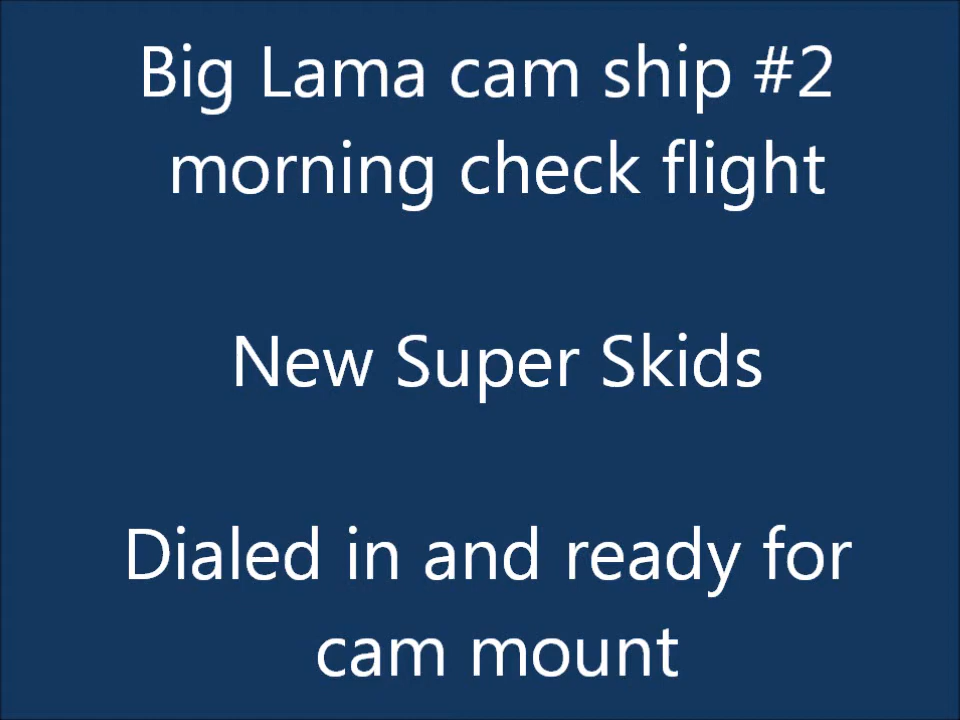 Big Lama cam ship #2
morning check flight
New Super Skids
Dialed in and ready for
cam mount